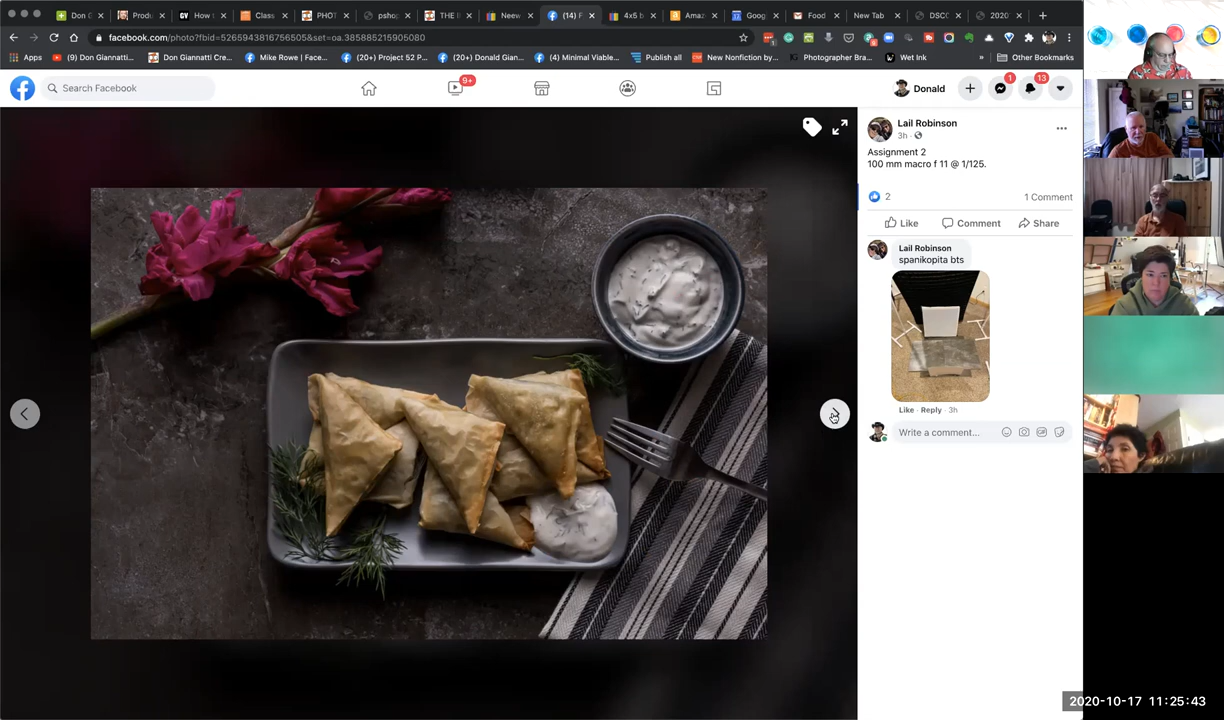 Don G
Produ
How
Class
PHOT
pshop
THE I
Neew
(14) F
4x5 b
Amaz
Goog
Food
New Tab
DSCC
2020
facebook.com/photo?fbid=5265943816756505&set=oa.385885215905080
Apps
(9) Don Giannatti...
Don Giannatti Cre...
Mike Rowe | Face...
(20+) Project 52 P...
(20+) Donald Gian...
(4) Minimal Viable...
Publish all
Photographer Bra...
Wet Ink
»
Other Bookmarks
Search Facebook
9+
Donald
1
13
Lail Robinson
3h ·
Assignment 2
100 mm macro f 11 @ 1/125.
2
1 Comment
Like
Comment
Share
Lail Robinson
spanikopita bts
Like · Reply · 3h
Write a comment...
2020-10-17 11:25:43